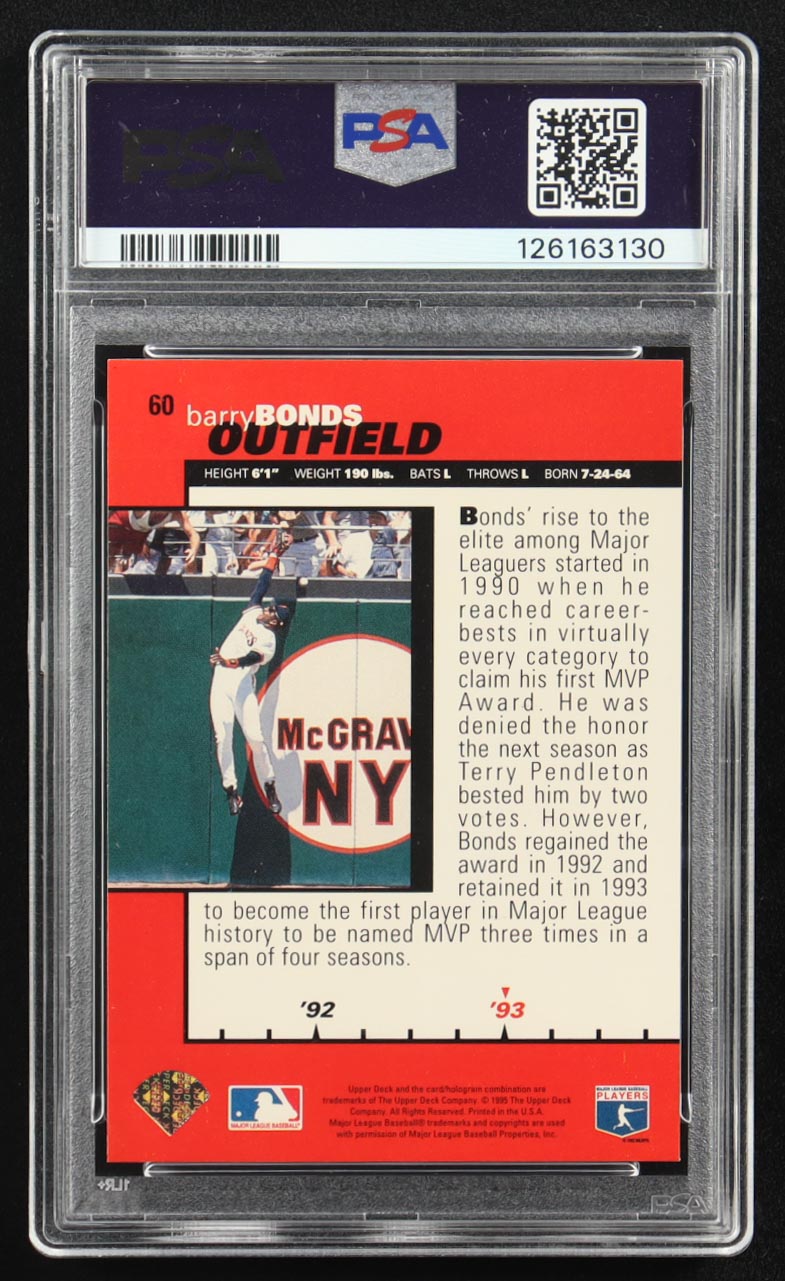 PSA
PSA
126163130
60 barryBONDS
OUTFIELD
HEIGHT 6'1" WEIGHT 190 lbs. BATS L THROWS L BORN 7-24-64
Bonds' rise to the
elite among Major
Leaguers started in
1990 when he
reached career-
bests in virtually
every category to
claim his first MVP
Award. He was
denied the honor
the next season as
Terry Pendleton
bested him by two
votes. However,
Bonds regained the
award in 1992 and
retained it in 1993
to become the first player in Major League
history to be named MVP three times in a
span of four seasons.
McGRAW
NY
'92 '93
MAJOR LEAGUE BASEBALL
Upper Deck and the card/hologram combination are
trademarks of The Upper Deck Company. © 1995 The Upper Deck
Company. All Rights Reserved. Printed in the U.S.A.
Major League Baseball® trademarks and copyrights are used
with permission of Major League Baseball Properties, Inc.
MAJOR LEAGUE BASEBALL
PLAYERS
1LR+
PSA